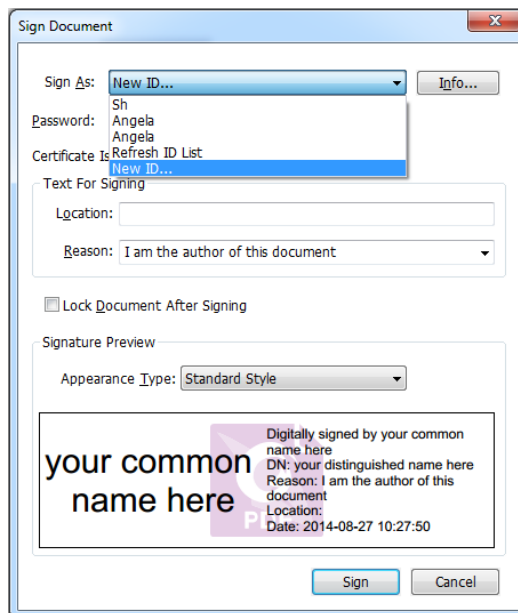 Sign Document
x
Sign As: New ID... Info...
Sh
Password: Angela
Angela
Certificate Is Refresh ID List
New ID...
Text For Signing
Location:
Reason: I am the author of this document
Lock Document After Signing
Signature Preview
Appearance Type: Standard Style
your common
name here
Digitally signed by your common
name here
DN: your distinguished name here
Reason: I am the author of this
document
Location:
Date: 2014-08-27 10:27:50
PDF
Sign Cancel